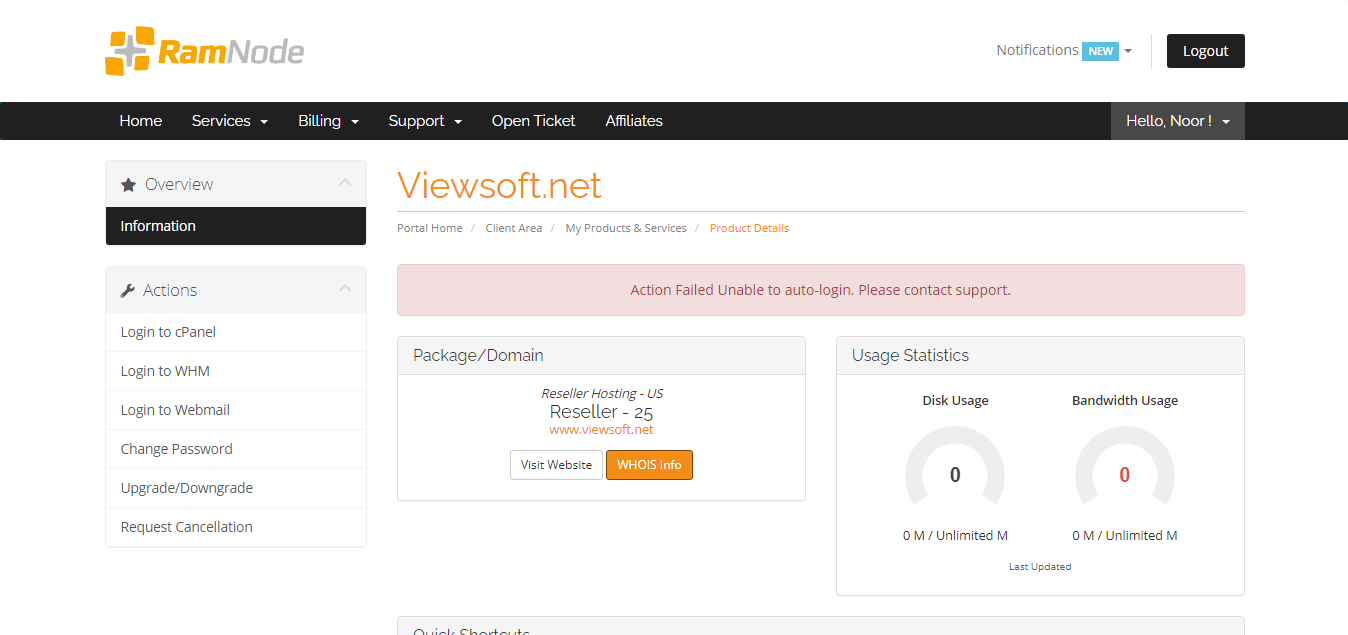 RamNode
Notifications NEW
Logout
Home Services Billing Support Open Ticket Affiliates Hello, Noor !
Overview
Information
Actions
Login to cPanel
Login to WHM
Login to Webmail
Change Password
Upgrade/Downgrade
Request Cancellation
Viewsoft.net
Portal Home / Client Area / My Products & Services / Product Details
Action Failed Unable to auto-login. Please contact support.
Package/Domain
Reseller Hosting - US
Reseller - 25
www.viewsoft.net
Visit Website WHOIS Info
Usage Statistics
Disk Usage Bandwidth Usage
0 0
0 M / Unlimited M 0 M / Unlimited M
Last Updated
Quick Shortcuts